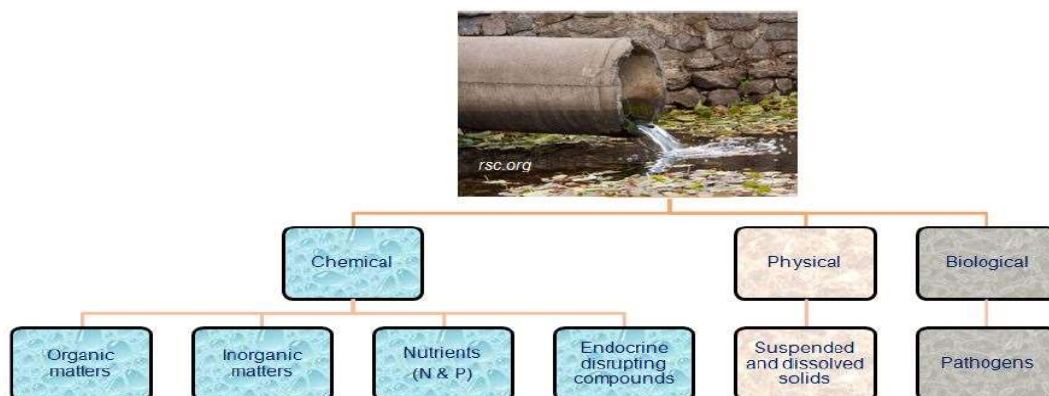 rsc.org
Chemical
Physical
Biological
Organic
matters
Inorganic
matters
Nutrients
(N & P)
Endocrine
disrupting
compounds
Suspended
and dissolved
solids
Pathogens